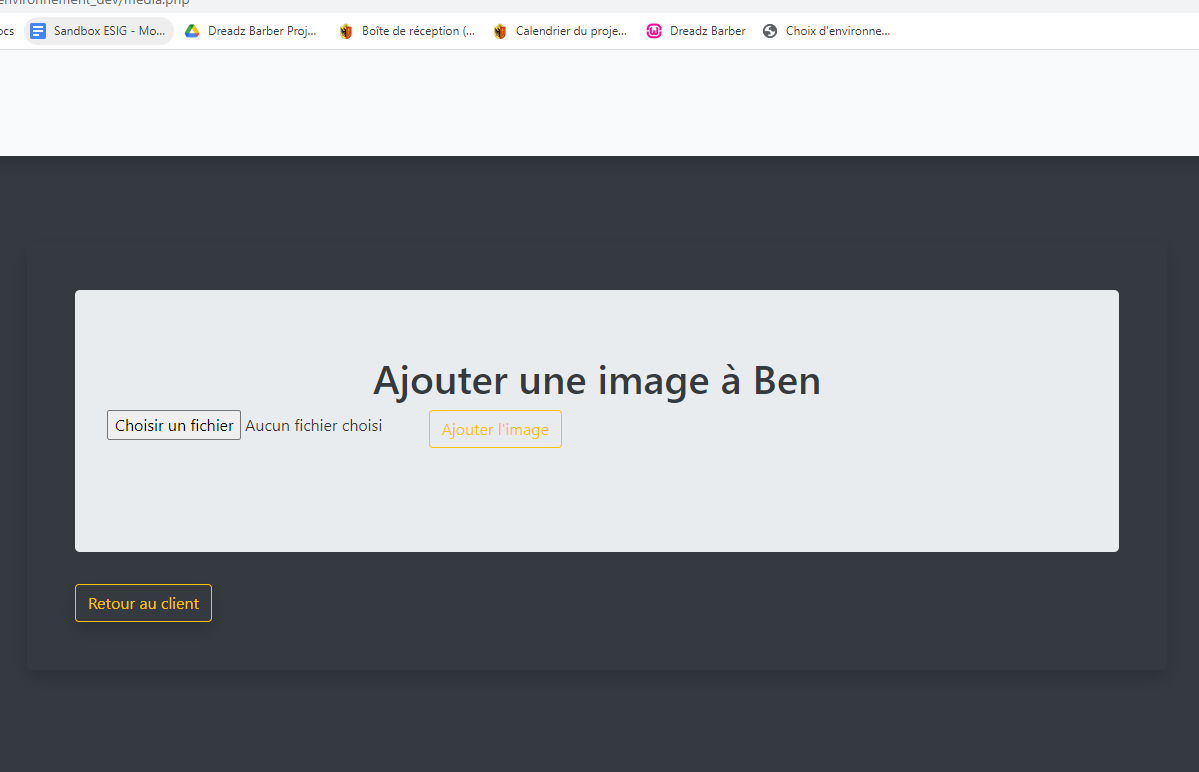 environnement_dev/media.php
ocs Sandbox ESIG - Mo... Dreadz Barber Proj... Boîte de réception (... Calendrier du proje... Dreadz Barber Choix d'environne...
Ajouter une image à Ben
Choisir un fichier Aucun fichier choisi Ajouter l'image
Retour au client